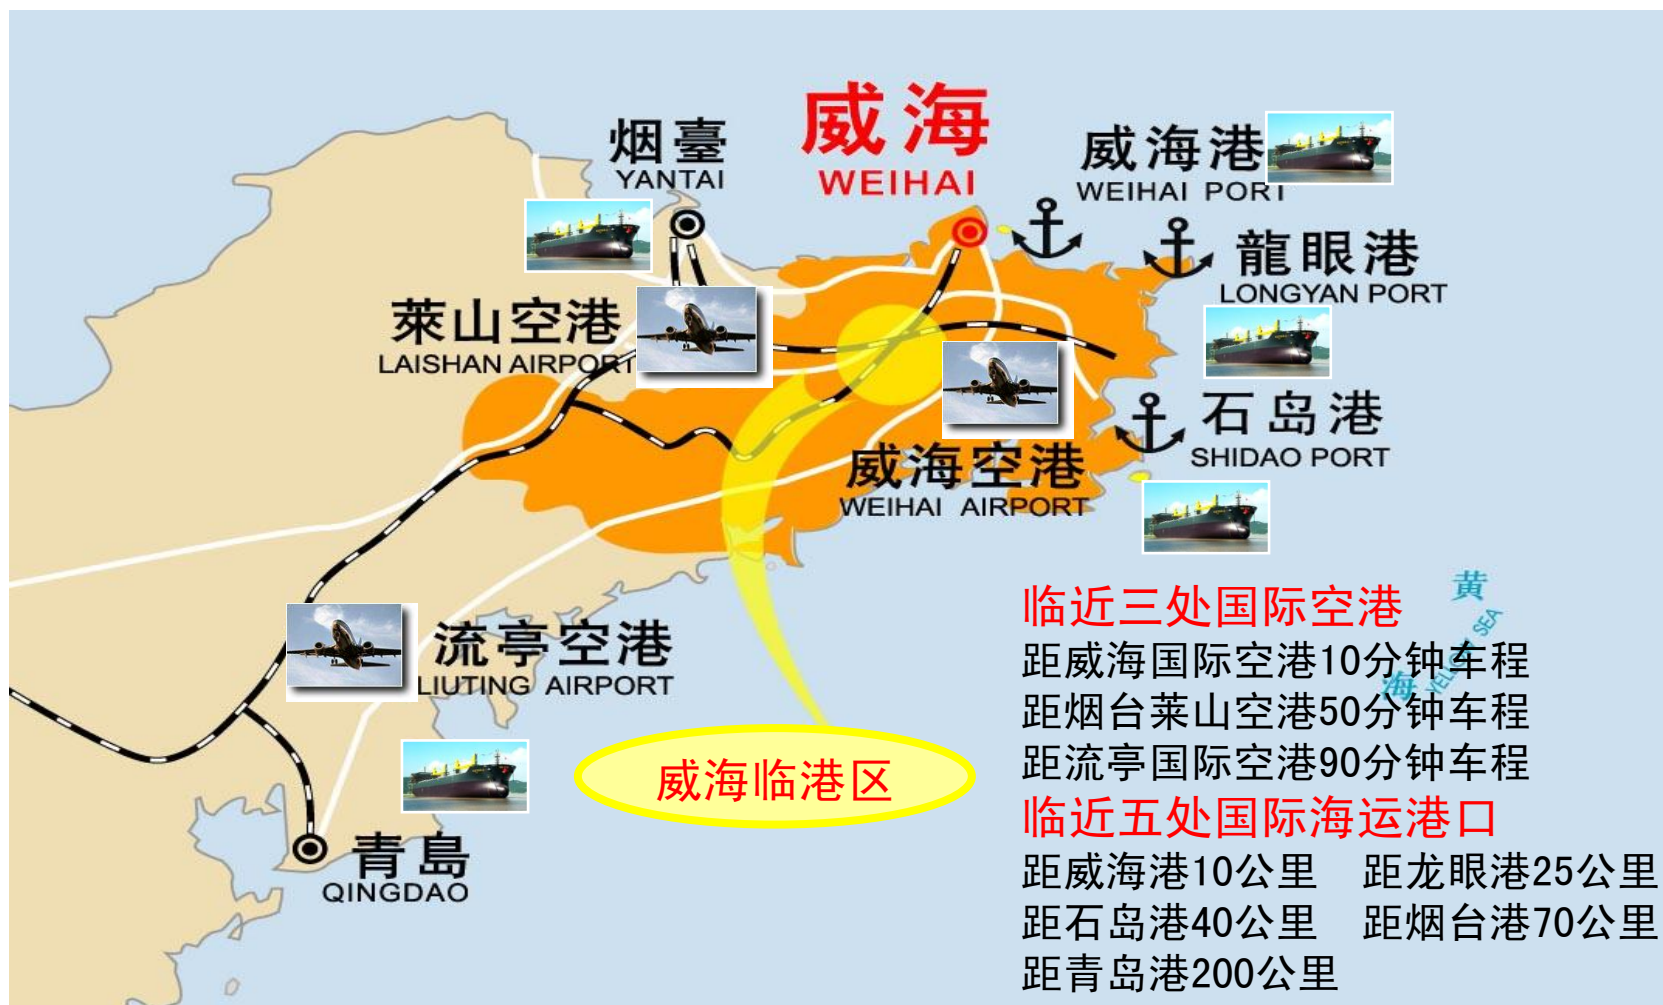 威海
WEIHAI
烟臺
YANTAI
威海港
WEIHAI PORT
龍眼港
LONGYAN PORT
萊山空港
LAISHAN AIRPORT
石岛港
SHIDAO PORT
威海空港
WEIHAI AIRPORT
流亭空港
LIUTING AIRPORT
青島
QINGDAO
威海临港区
黄海
YELLOW SEA
临近三处国际空港
距威海国际空港10分钟车程
距烟台莱山空港50分钟车程
距流亭国际空港90分钟车程
临近五处国际海运港口
距威海港10公里 距龙眼港25公里
距石岛港40公里 距烟台港70公里
距青岛港200公里